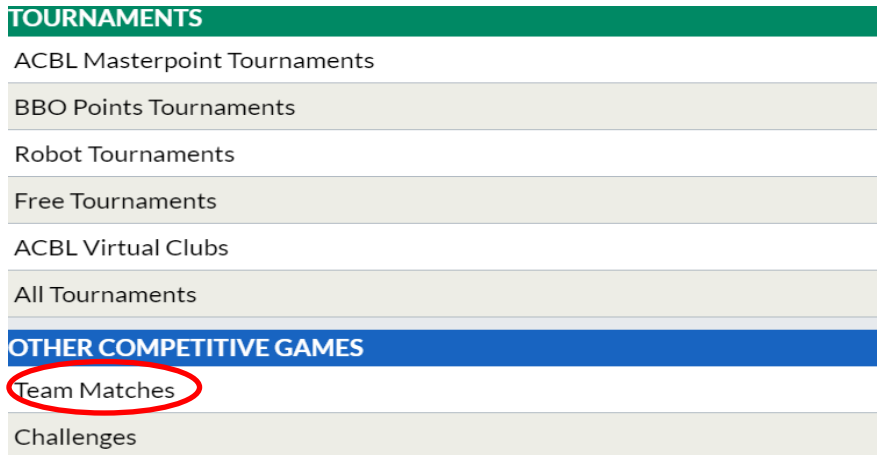 TOURNAMENTS
ACBL Masterpoint Tournaments
BBO Points Tournaments
Robot Tournaments
Free Tournaments
ACBL Virtual Clubs
All Tournaments
OTHER COMPETITIVE GAMES
Team Matches
Challenges